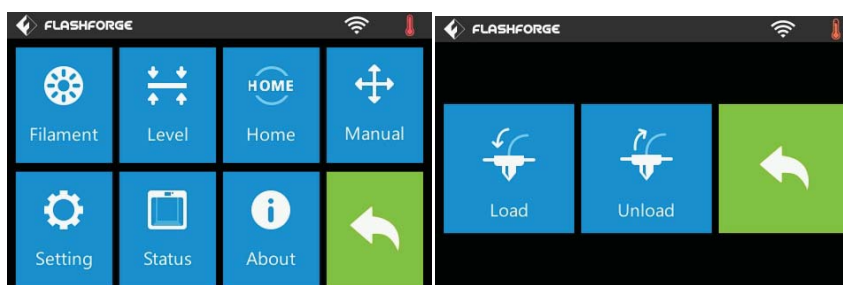 FLASHFORGE
Filament Level HOME Home Manual
Setting Status About
FLASHFORGE
Load Unload